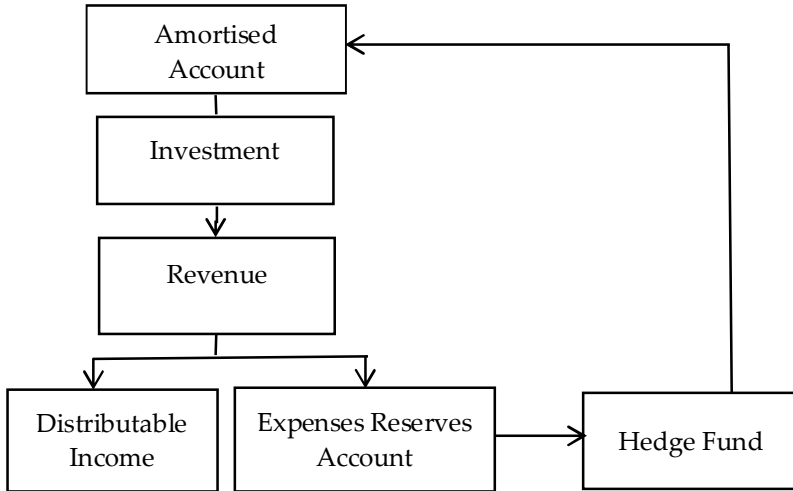 Amortised
Account
Investment
Revenue
Distributable
Income
Expenses Reserves
Account
Hedge Fund